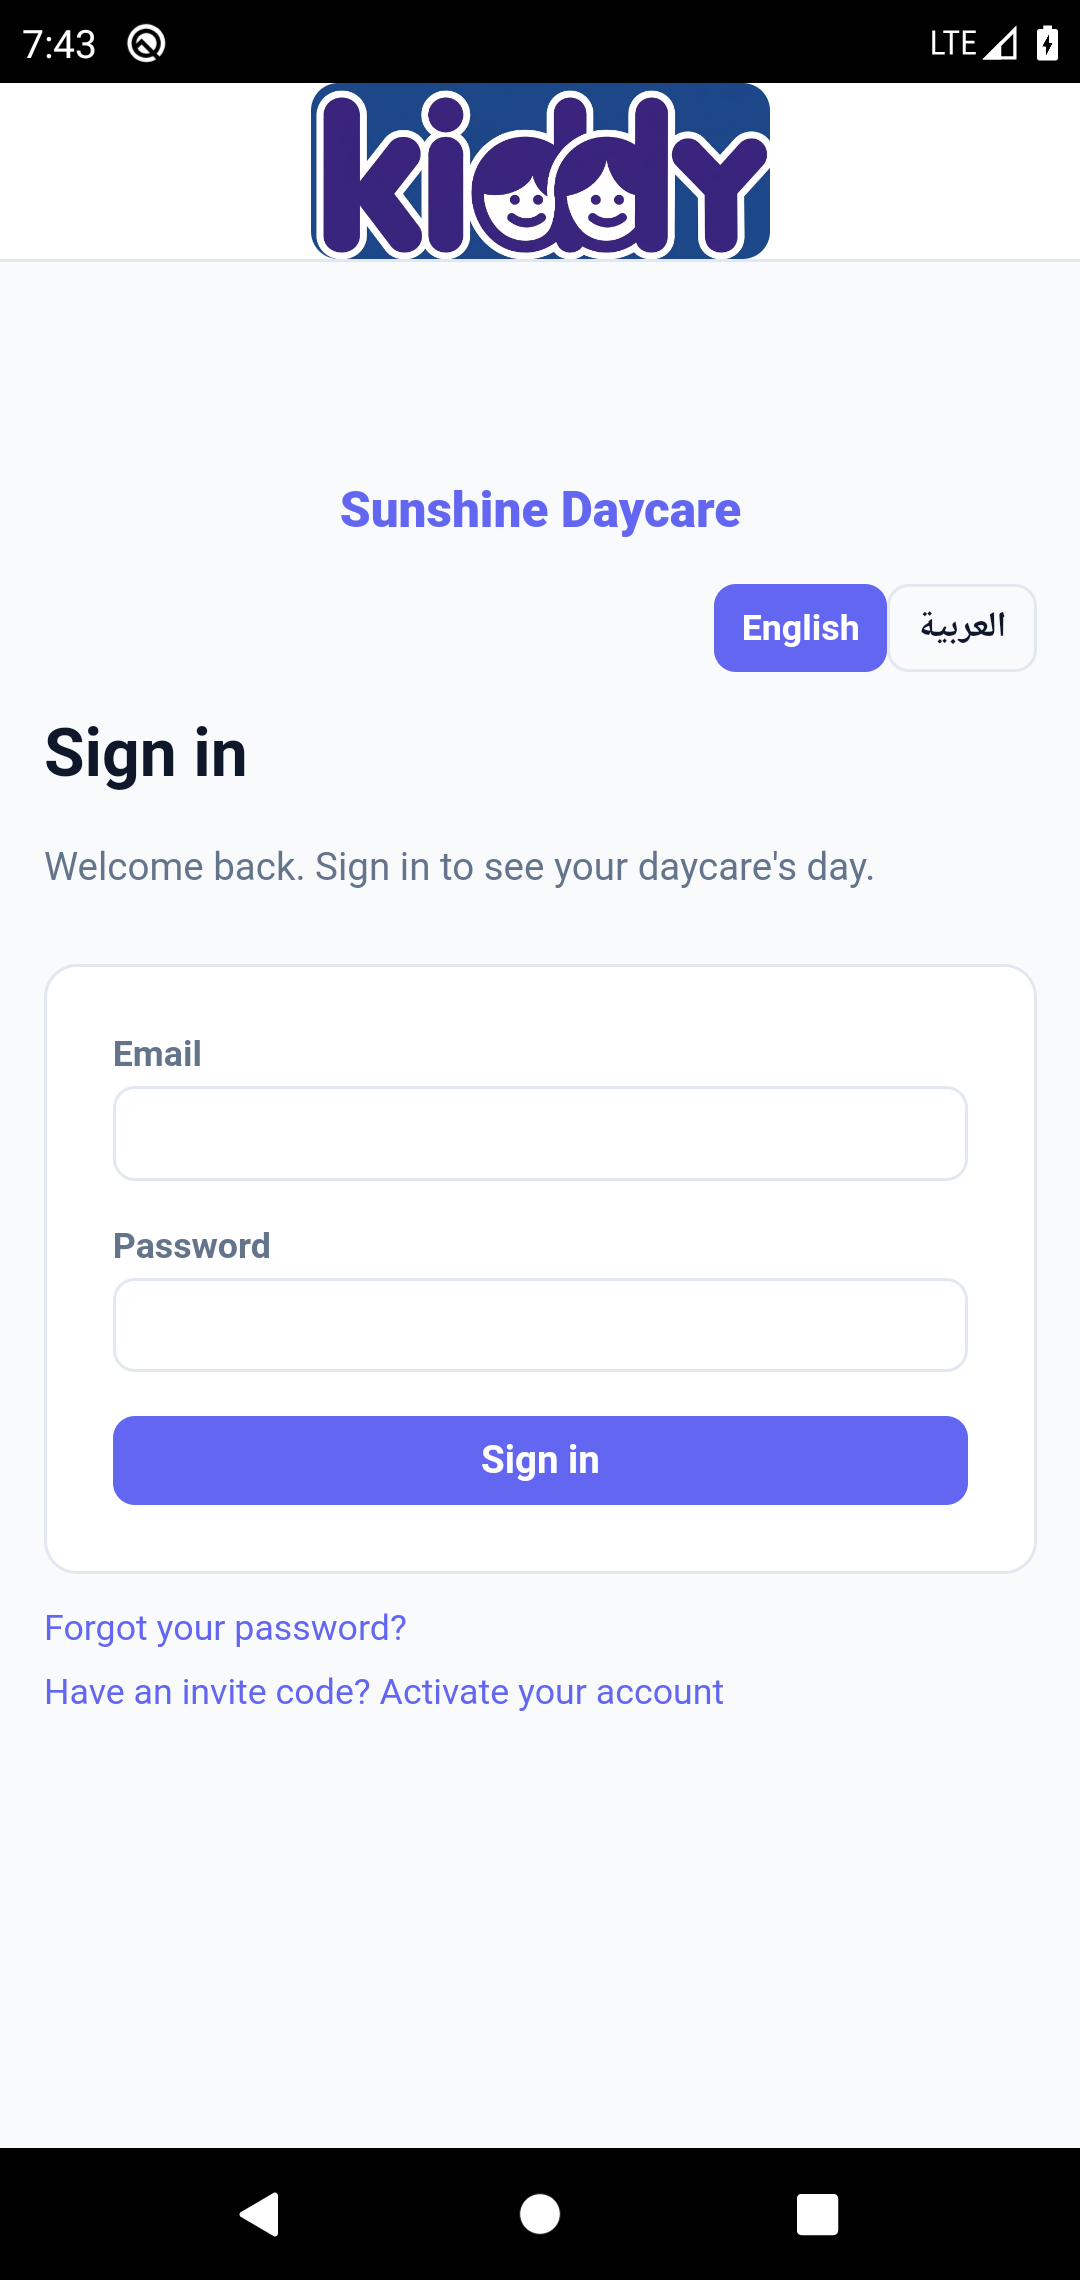 7:43
LTE
kiddy
Sunshine Daycare
English
العربية
Sign in
Welcome back. Sign in to see your daycare's day.
Email
Password
Sign in
Forgot your password?
Have an invite code? Activate your account